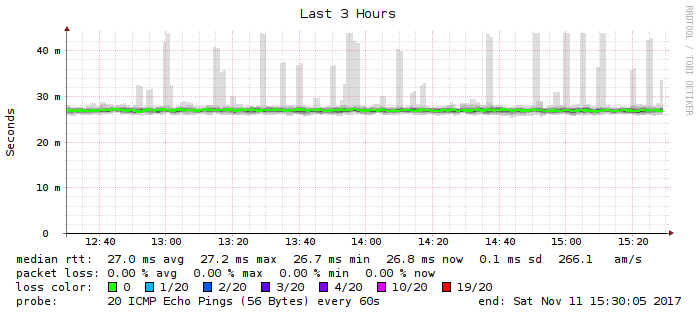 Last 3 Hours
RRDTOOL / TOBI OETIKER
Seconds
40 m
30 m
20 m
10 m
0
12:40 13:00 13:20 13:40 14:00 14:20 14:40 15:00 15:20
median rtt: 27.0 ms avg 27.2 ms max 26.7 ms min 26.8 ms now 0.1 ms sd 266.1 am/s
packet loss: 0.00 % avg 0.00 % max 0.00 % min 0.00 % now
loss color: 0 1/20 2/20 3/20 4/20 10/20 19/20
probe: 20 ICMP Echo Pings (56 Bytes) every 60s end: Sat Nov 11 15:30:05 2017